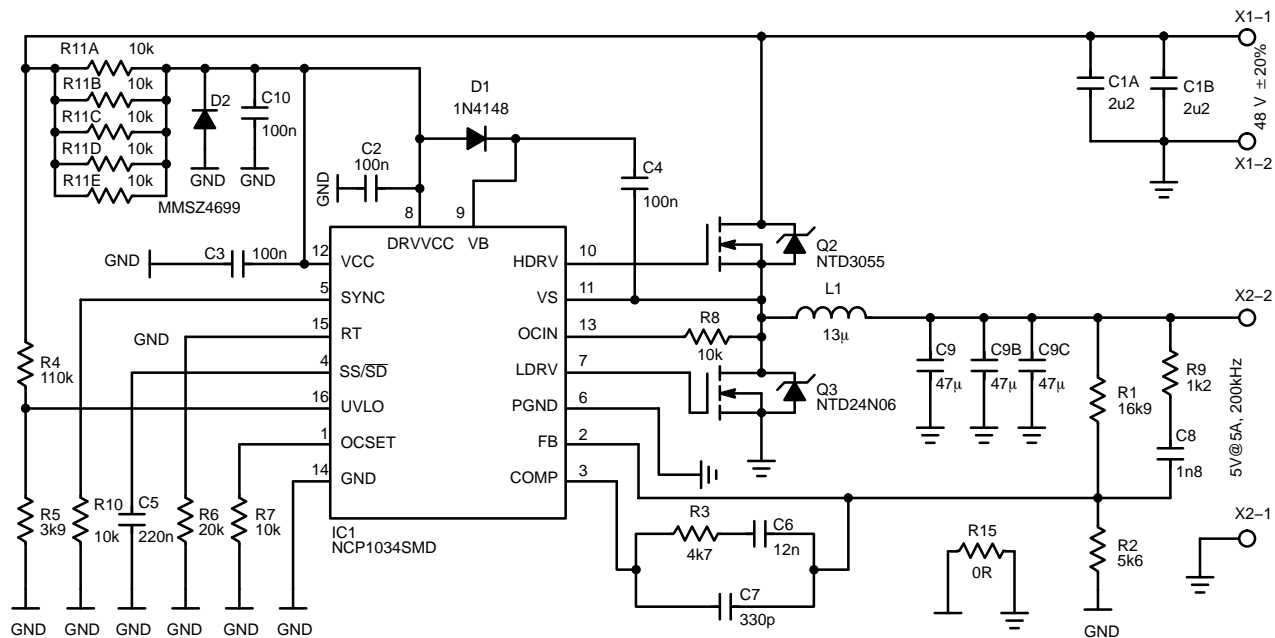 X1-1
R11A 10k
R11B 10k
R11C 10k
R11D 10k
R11E 10k
MMSZ4699
D2
GND
C10
100n
GND
D1
1N4148
C2
100n
GND
C4
100n
C1A
2u2
C1B
2u2
48 V ±20%
X1-2
8
9
DRVVCC
VB
GND
C3
100n
12
VCC
5
SYNC
GND
15
RT
4
SS/SD
16
UVLO
1
OCSET
14
GND
HDRV
10
VS
11
OCIN
13
LDRV
7
PGND
6
FB
2
COMP
3
IC1
NCP1034SMD
Q2
NTD3055
R8
10k
Q3
NTD24N06
L1
13μ
X2-2
C9
47μ
C9B
47μ
C9C
47μ
R1
16k9
R9
1k2
C8
1n8
5V@5A, 200kHz
R4
110k
R5
3k9
R10
10k
C5
220n
R6
20k
R7
10k
R3
4k7
C6
12n
C7
330p
R15
0R
R2
5k6
X2-1
GND
GND
GND
GND
GND
GND
GND